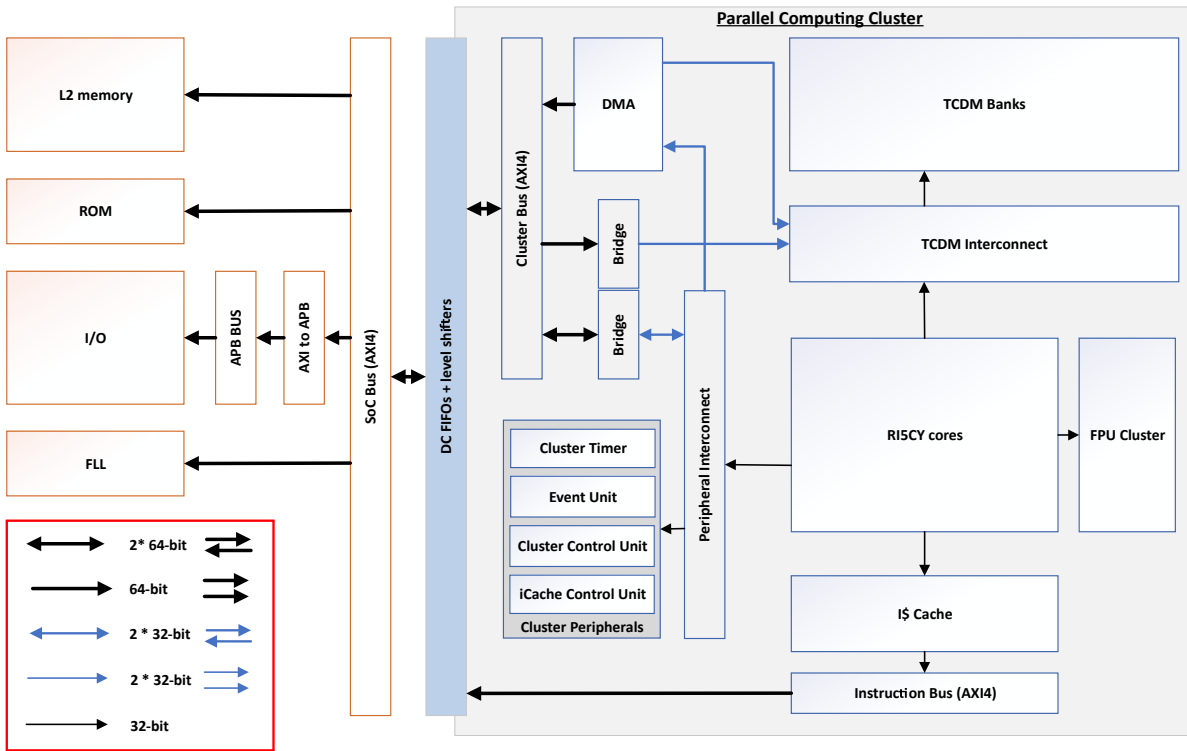 Parallel Computing Cluster
L2 memory
ROM
I/O
APB BUS
AXI to APB
FLL
SoC Bus (AXI4)
DC FIFOs + level shifters
Cluster Bus (AXI4)
DMA
Bridge
Bridge
TCDM Banks
TCDM Interconnect
Peripheral Interconnect
RI5CY cores
FPU Cluster
Cluster Timer
Event Unit
Cluster Control Unit
iCache Control Unit
Cluster Peripherals
I$ Cache
Instruction Bus (AXI4)
2* 64-bit
64-bit
2 * 32-bit
2 * 32-bit
32-bit